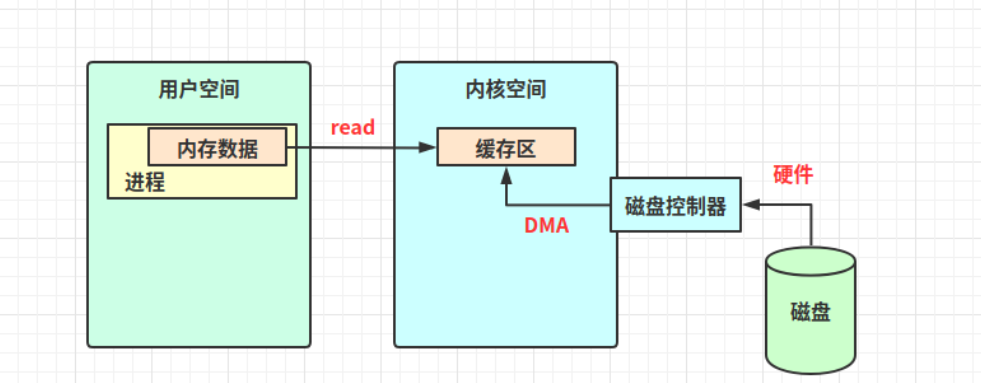 用户空间
内核空间
read
内存数据
缓存区
进程
硬件
磁盘控制器
DMA
磁盘